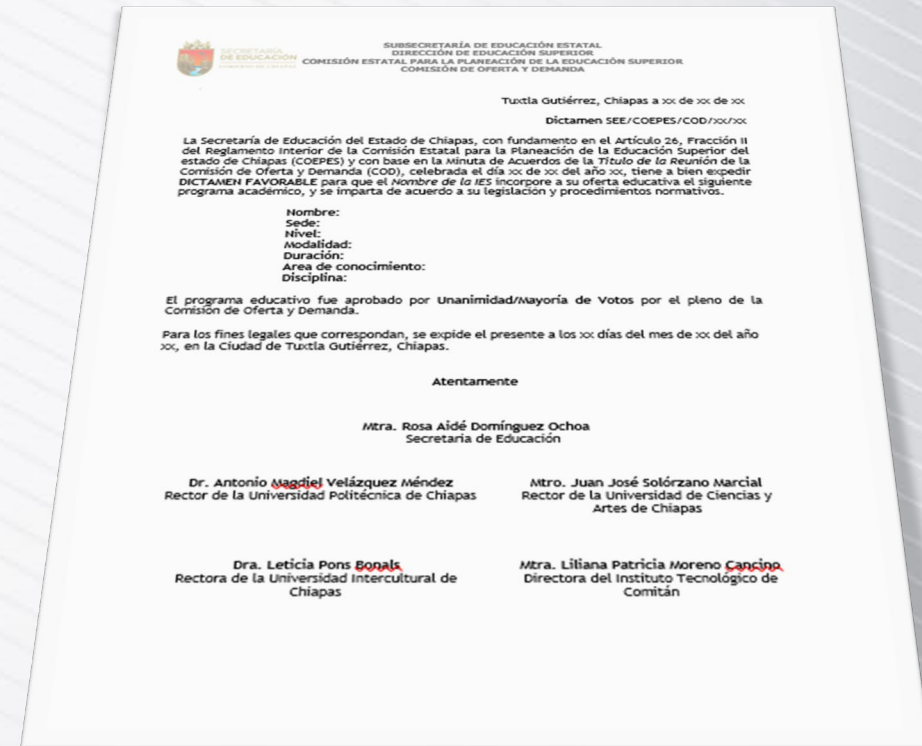 SUBSECRETARÍA DE EDUCACIÓN ESTATAL
DIRECCIÓN DE EDUCACIÓN SUPERIOR
COMISIÓN ESTATAL PARA LA PLANEACIÓN DE LA EDUCACIÓN SUPERIOR
COMISIÓN DE OFERTA Y DEMANDA
SECRETARÍA
DE EDUCACIÓN
Tuxtla Gutiérrez, Chiapas a xx de xx de xx
Dictamen SEE/COEPES/COD/xx/xx
La Secretaría de Educación del Estado de Chiapas, con fundamento en el Artículo 26, Fracción II
del Reglamento Interior de la Comisión Estatal para la Planeación de la Educación Superior del
estado de Chiapas (COEPES) y con base en la Minuta de Acuerdos de la Título de la Reunión de la
Comisión de Oferta y Demanda (COD), celebrada el día xx de xx del año xx, tiene a bien expedir
DICTAMEN FAVORABLE para que el Nombre de la IES incorpore a su oferta educativa el siguiente
programa académico, y se imparta de acuerdo a su legislación y procedimientos normativos.
Nombre:
Sede:
Nivel:
Modalidad:
Duración:
Area de conocimiento:
Disciplina:
El programa educativo fue aprobado por Unanimidad/Mayoría de Votos por el pleno de la
Comisión de Oferta y Demanda.
Para los fines legales que correspondan, se expide el presente a los xx días del mes de xx del año
xx, en la Ciudad de Tuxtla Gutiérrez, Chiapas.
Atentamente
Mtra. Rosa Aidé Domínguez Ochoa
Secretaria de Educación
Dr. Antonio Magdiel Velázquez Méndez
Rector de la Universidad Politécnica de Chiapas
Mtro. Juan José Solórzano Marcial
Rector de la Universidad de Ciencias y
Artes de Chiapas
Dra. Leticia Pons Bonals
Rectora de la Universidad Intercultural de
Chiapas
Mtra. Liliana Patricia Moreno Cancino
Directora del Instituto Tecnológico de
Comitán